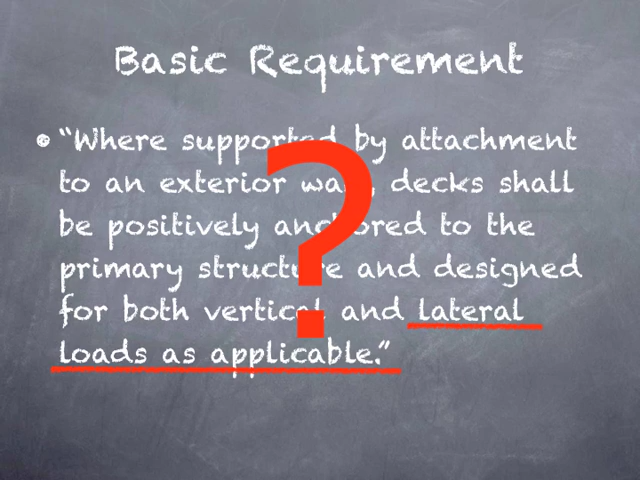 Basic Requirement
• “Where supported by attachment
to an exterior wall, decks shall
be positively anchored to the
primary structure and designed
for both vertical and lateral
loads as applicable.”
?